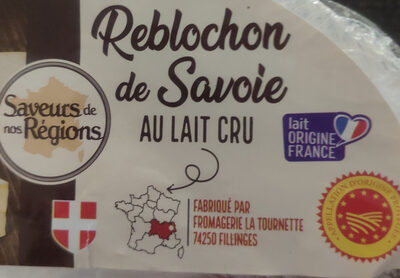 Reblochon
de Savoie
AU LAIT CRU
Saveurs de
nos Régions
lait
ORIGINE
FRANCE
FABRIQUÉ PAR
FROMAGERIE LA TOURNETTE
74250 FILLINGES
APPELLATION D'ORIGINE